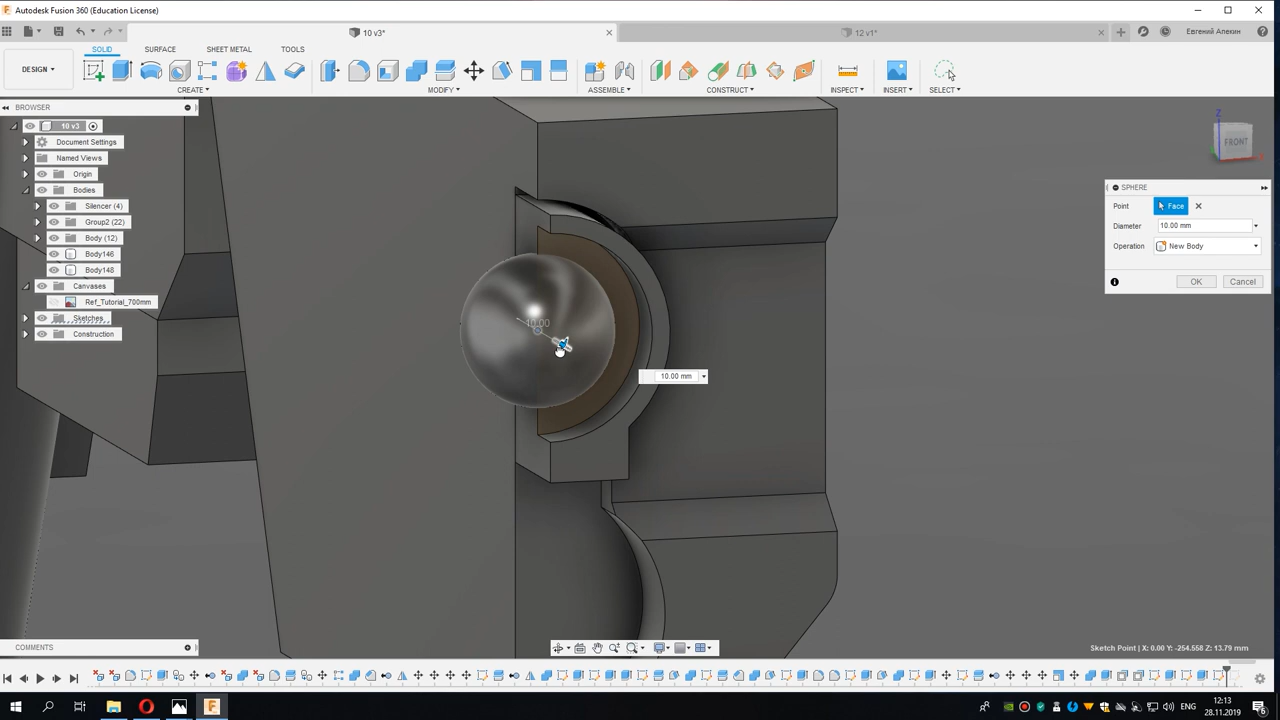 Autodesk Fusion 360 (Education License)
10 v3*
12 v1*
Евгений Апекин
DESIGN
SOLID
SURFACE
SHEET METAL
TOOLS
CREATE
MODIFY
ASSEMBLE
CONSTRUCT
INSPECT
INSERT
SELECT
BROWSER
10 v3
Document Settings
Named Views
Origin
Bodies
Silencer (4)
Group2 (22)
Body (12)
Body146
Body148
Canvases
Ref_Tutorial_700mm
Sketches
Construction
Z
FRONT
SPHERE
Point
Face
Diameter
10.00 mm
Operation
New Body
OK
Cancel
10.00
10.00 mm
COMMENTS
Sketch Point | X: 0.00 Y: -254.558 Z: 13.79 mm
ENG
12:13
28.11.2019
6